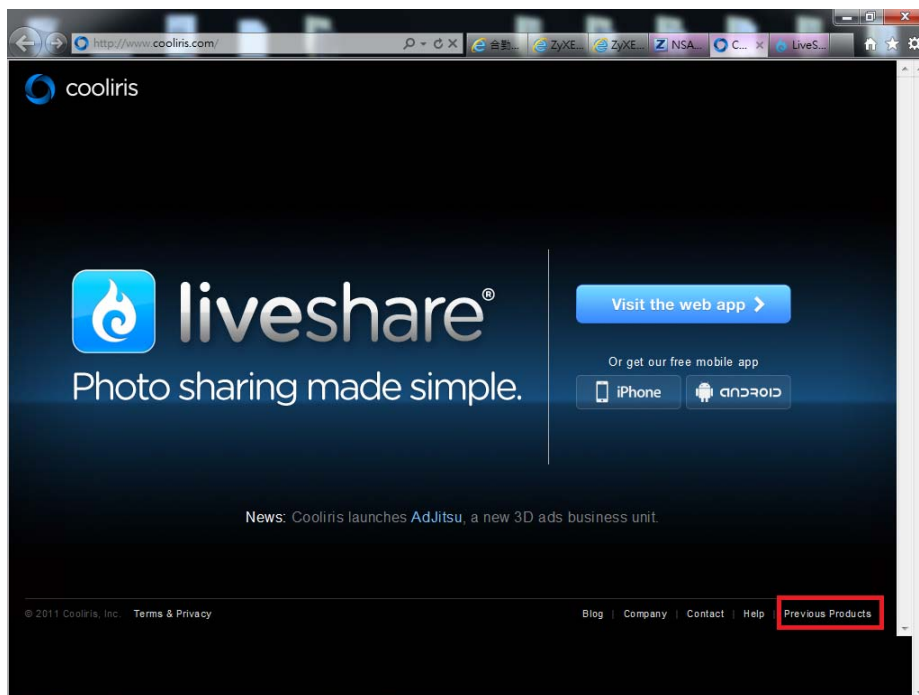 http://www.cooliris.com/
合勤...
ZyXE...
ZyXE...
NSA...
C...
LiveS...
cooliris
liveshare®
Photo sharing made simple.
Visit the web app
Or get our free mobile app
iPhone
android
News: Cooliris launches AdJitsu, a new 3D ads business unit.
© 2011 Cooliris, Inc. Terms & Privacy
Blog | Company | Contact | Help | Previous Products